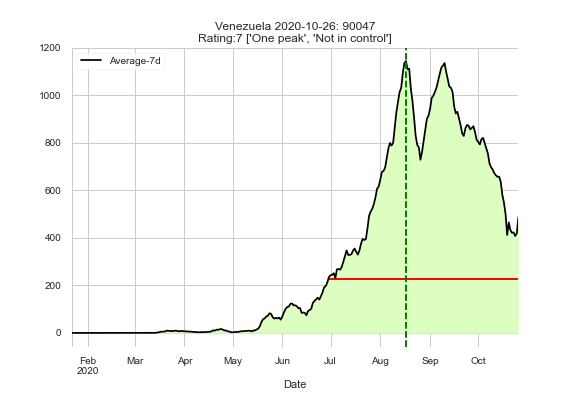 Venezuela 2020-10-26: 90047
Rating:7 ['One peak', 'Not in control']
Average-7d
1200
1000
800
600
400
200
0
Feb Mar Apr May Jun Jul Aug Sep Oct
2020
Date